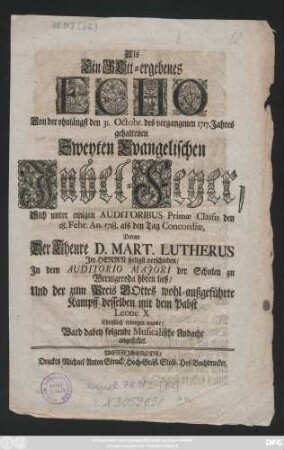 Als
Ein GOtt-ergebenes
ECHO
Von der ohnlängst den 31. Octobr. des vergangenen 1717. Jahres
gehaltenen
Zweyten Evangelischen
Jubel-Feyer,
Sich unter einigen AUDITORIBUS Primæ Classis den
18. Febr. An. 1718. als den Tag Concordiæ,
Daran
Der Theure D. MART. LUTHERUS
Im HERRN seeligst verschieden,
In dem AUDITORIO MAJORI der Schulen zu
Wernigeroda hören ließ,
Und der zum Preiß GOttes wohl-außgeführte
Kampff desselben mit dem Pabst
Leone X.
Christlich erwogen wurde,
Ward dabey folgende Musicalische Andacht
angestellet.
WERNIGERODA,
Druckts Michael Anton Struck, Hoch-Gräfl. Stolb. Hof-Buchdrucker.